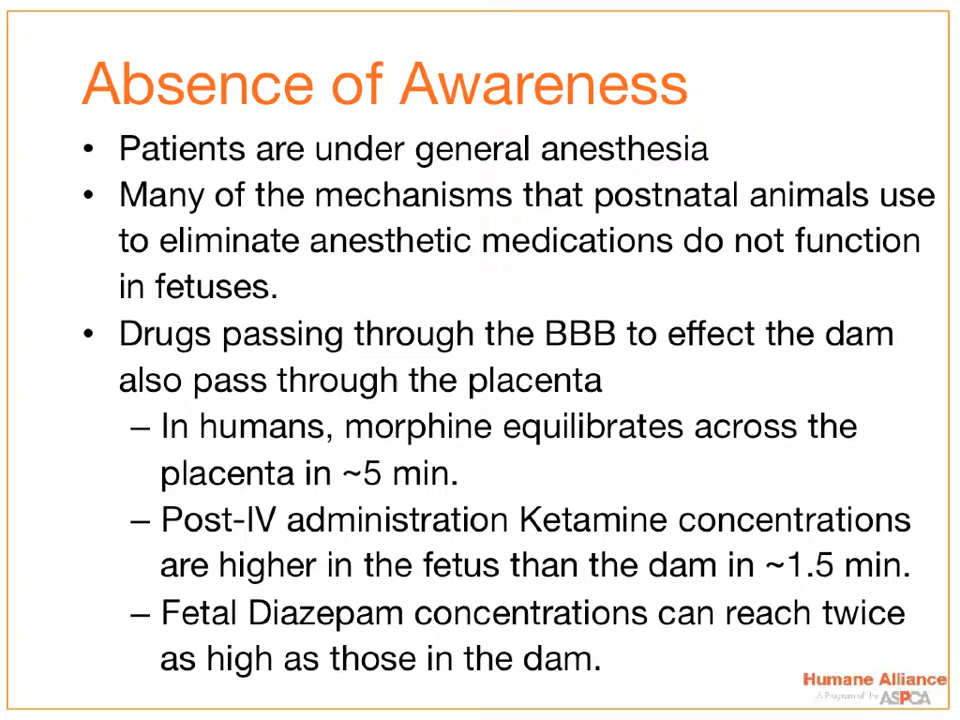 Absence of Awareness
• Patients are under general anesthesia
• Many of the mechanisms that postnatal animals use
to eliminate anesthetic medications do not function
in fetuses.
• Drugs passing through the BBB to effect the dam
also pass through the placenta
– In humans, morphine equilibrates across the
placenta in ~5 min.
– Post-IV administration Ketamine concentrations
are higher in the fetus than the dam in ~1.5 min.
– Fetal Diazepam concentrations can reach twice
as high as those in the dam.
Humane Alliance
A Program of the ASPCA